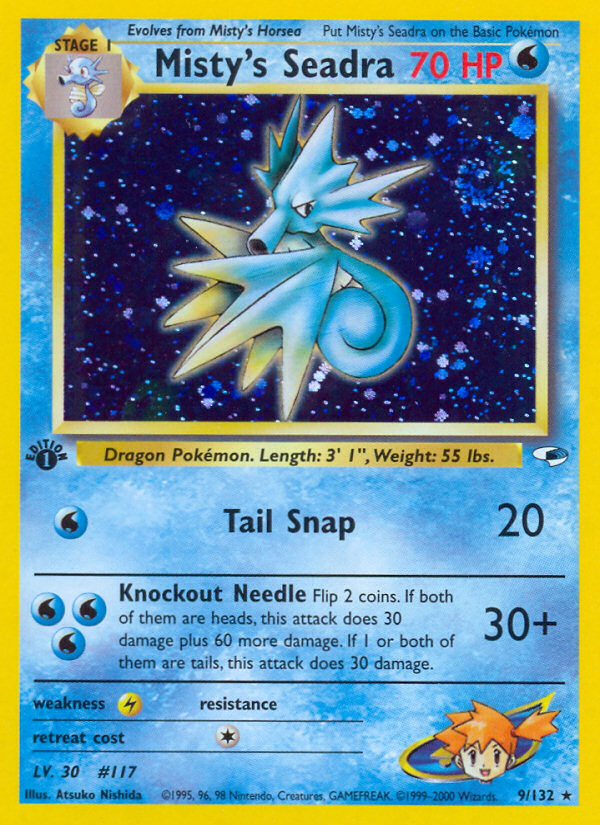 Evolves from Misty's Horsea Put Misty's Seadra on the Basic Pokémon
STAGE 1
Misty's Seadra 70 HP
EDITION
1
Dragon Pokémon. Length: 3' 1", Weight: 55 lbs.
Tail Snap 20
Knockout Needle Flip 2 coins. If both
of them are heads, this attack does 30
damage plus 60 more damage. If 1 or both of
them are tails, this attack does 30 damage.
30+
weakness resistance
retreat cost
LV. 30 #117
Illus. Atsuko Nishida ©1995, 96, 98 Nintendo, Creatures, GAMEFREAK. ©1999-2000 Wizards. 9/132 ★